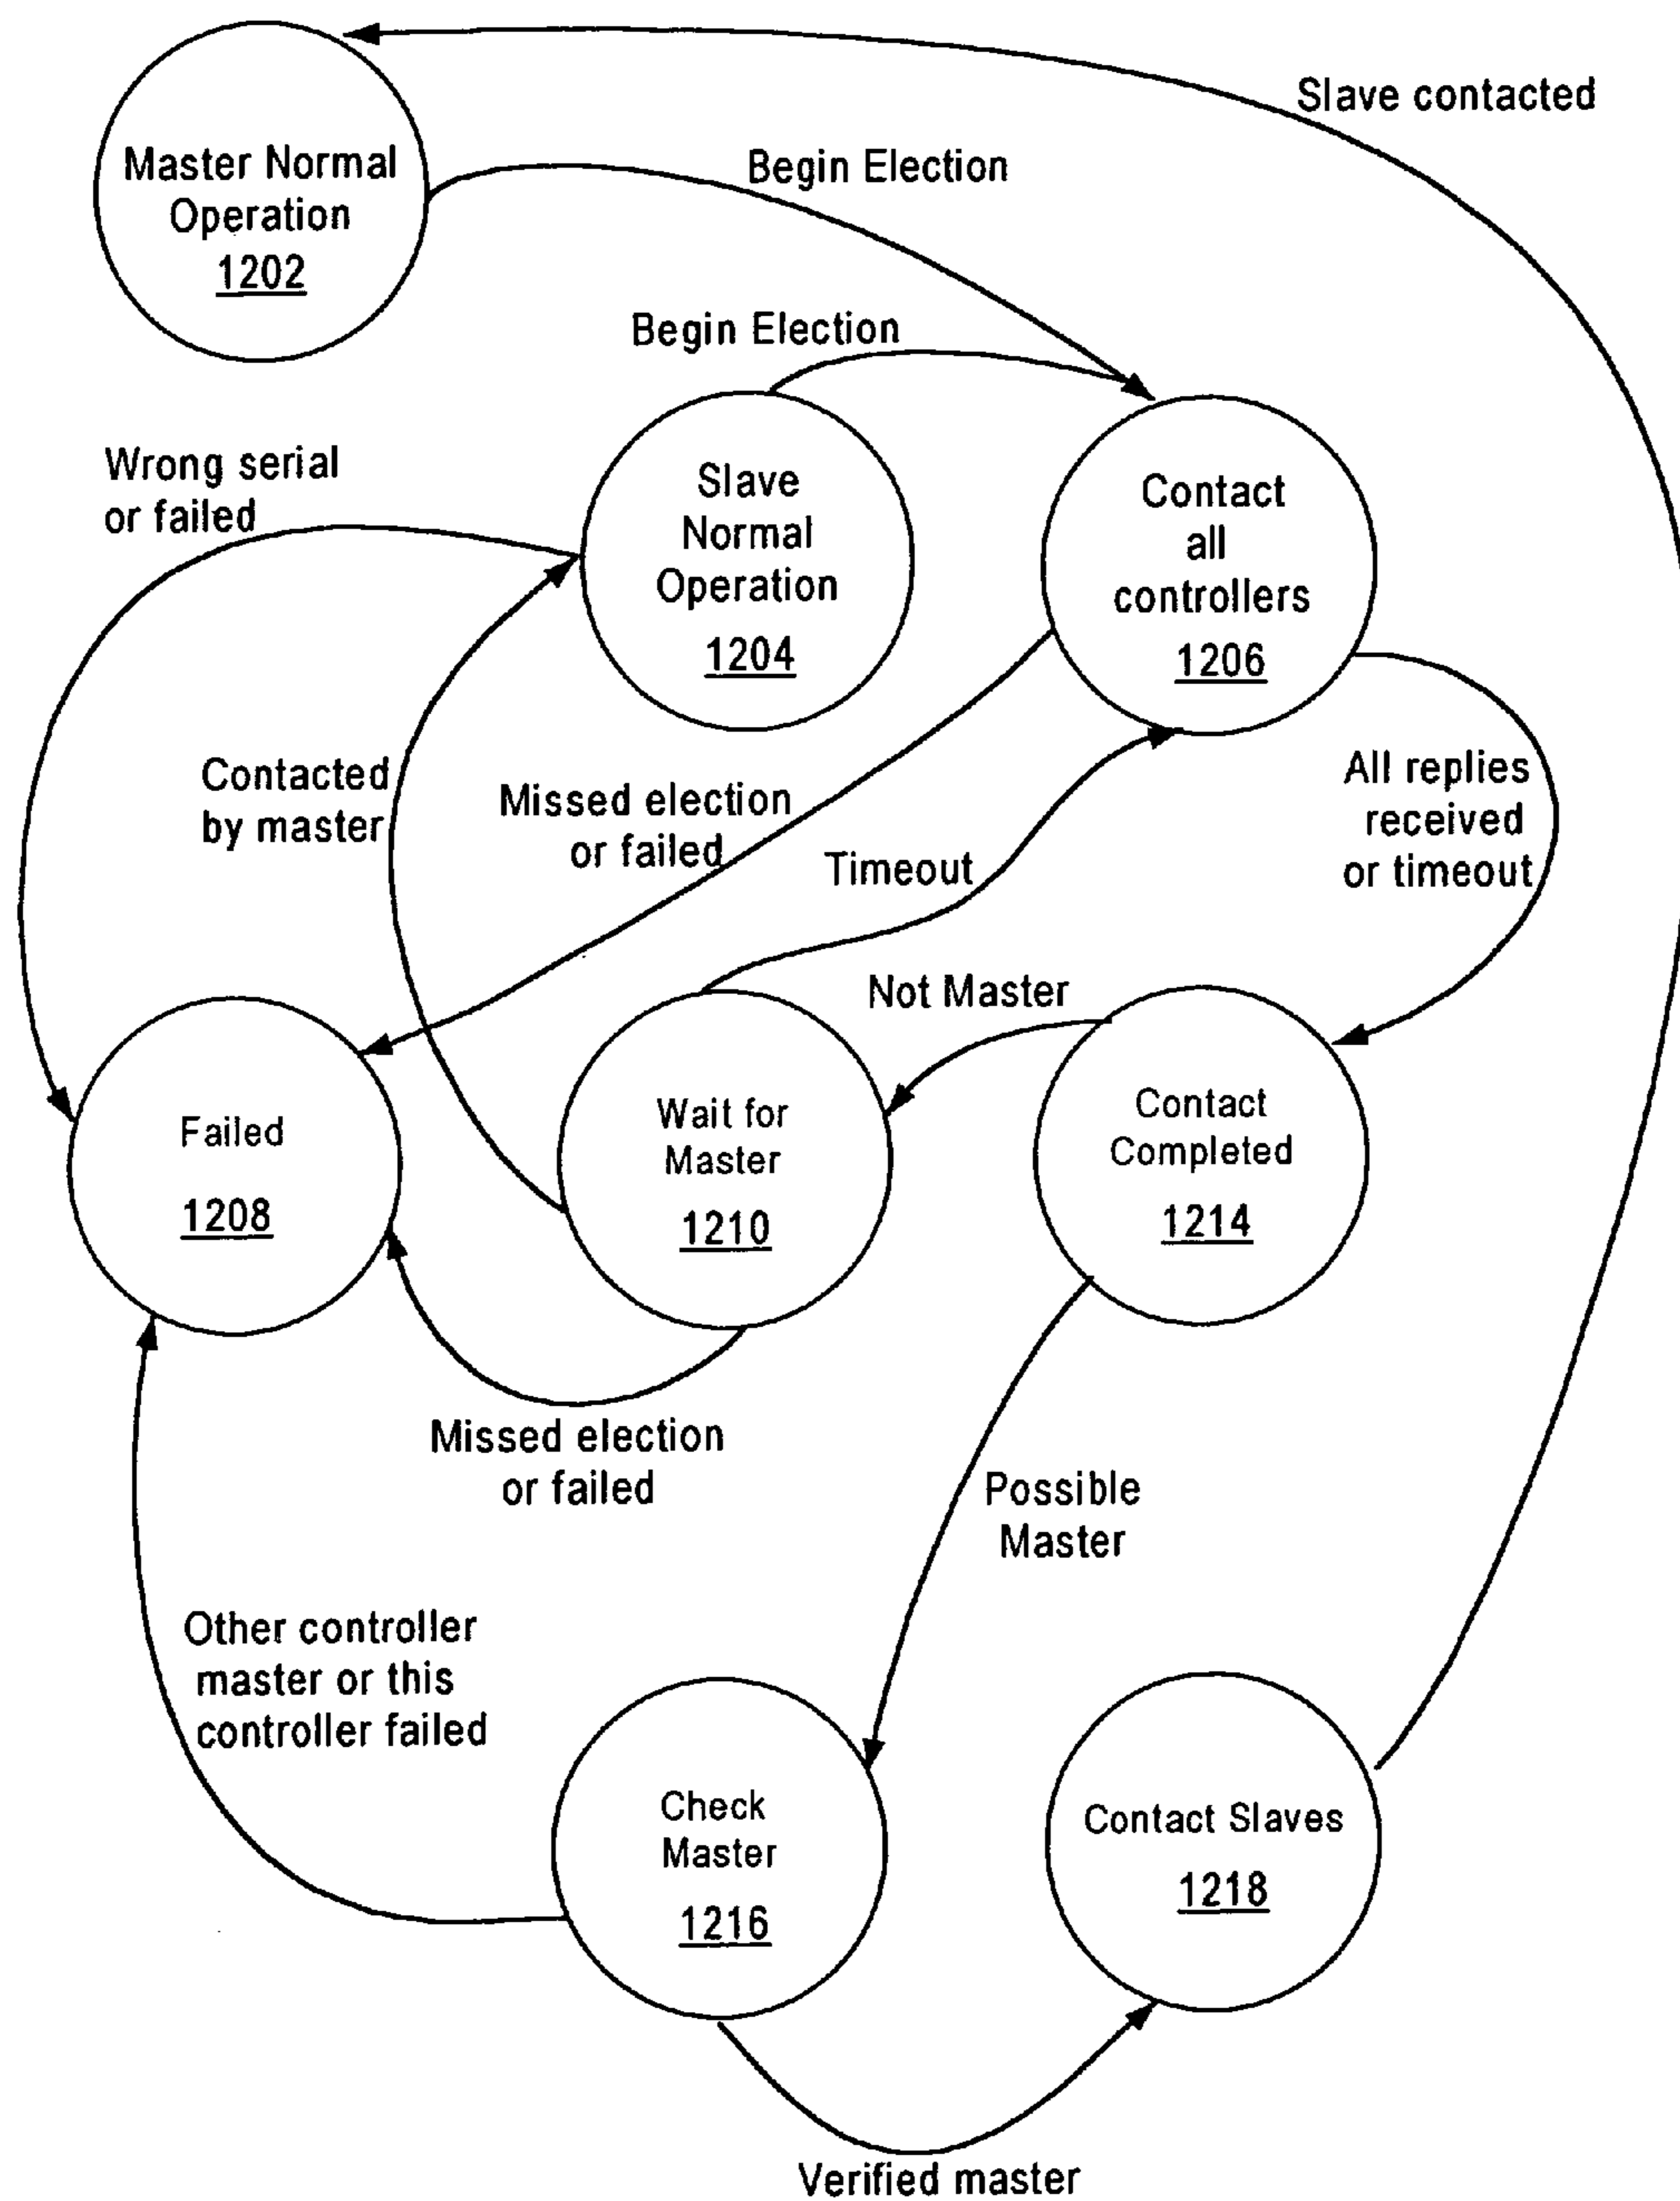 Slave contacted
Begin Election
Master Normal
Operation
1202
Begin Election
Wrong serial
or failed
Slave
Normal
Operation
1204
Contact
all
controllers
1206
Contacted
by master
Missed election
or failed
Timeout
All replies
received
or timeout
Not Master
Failed
1208
Wait for
Master
1210
Contact
Completed
1214
Missed election
or failed
Possible
Master
Other controller
master or this
controller failed
Check
Master
1216
Contact Slaves
1218
Verified master